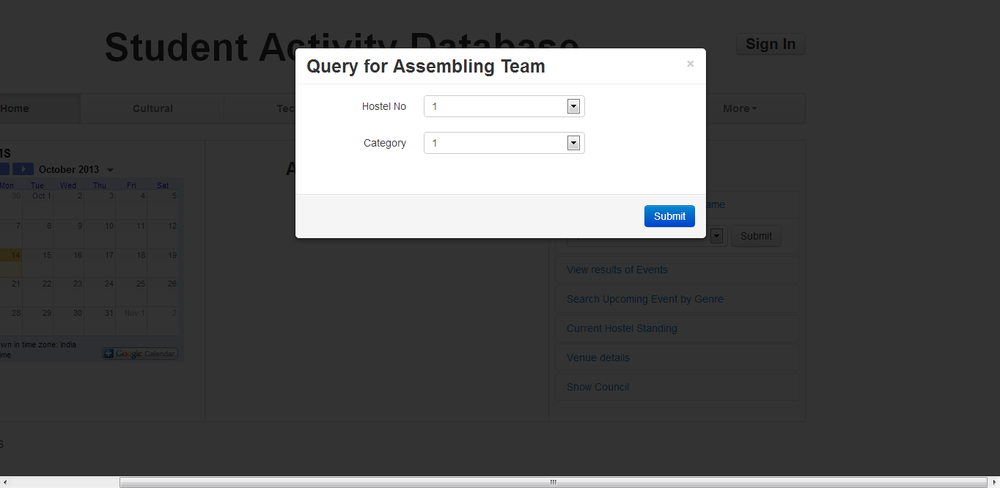 Student Activity Database
Sign In
Query for Assembling Team
×
Hostel No 1
Category 1
Submit
Home Cultural More
October 2013
Mon Tue Wed Thu Fri Sat
30 Oct 1 2 3 4 5
7 8 9 10 11 12
14 15 16 17 18 19
21 22 23 24 25 26
28 29 30 31 Nov 1 2
wn in time zone: India
Google Calendar
Submit
View results of Events
Search Upcoming Event by Genre
Current Hostel Standing
Venue details
Show Council